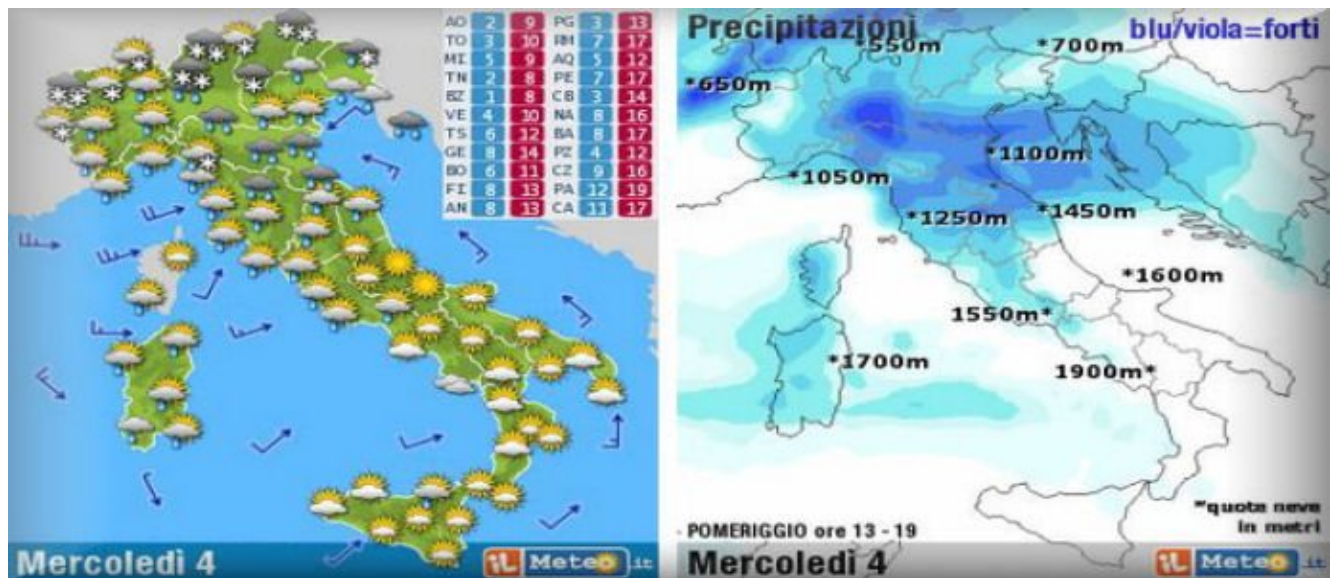 AO 2 9 PG 3 13
TO 3 10 RM 7 17
MI 5 9 AQ 5 12
TN 2 8 PE 7 17
BZ 1 8 CB 3 14
VE 4 10 NA 8 16
TS 6 12 BA 8 17
GE 8 14 PZ 4 12
BO 6 11 CZ 9 16
FI 8 13 PA 12 19
AN 8 13 CA 11 17
Mercoledì 4
iL Meteo.it
Precipitazioni
blu/viola=forti
*550m
*700m
*650m
*1100m
*1050m
*1250m
*1450m
*1600m
1550m*
*1700m
1900m*
*quote neve
in metri
- POMERIGGIO ore 13 - 19
Mercoledì 4
iL Meteo.it